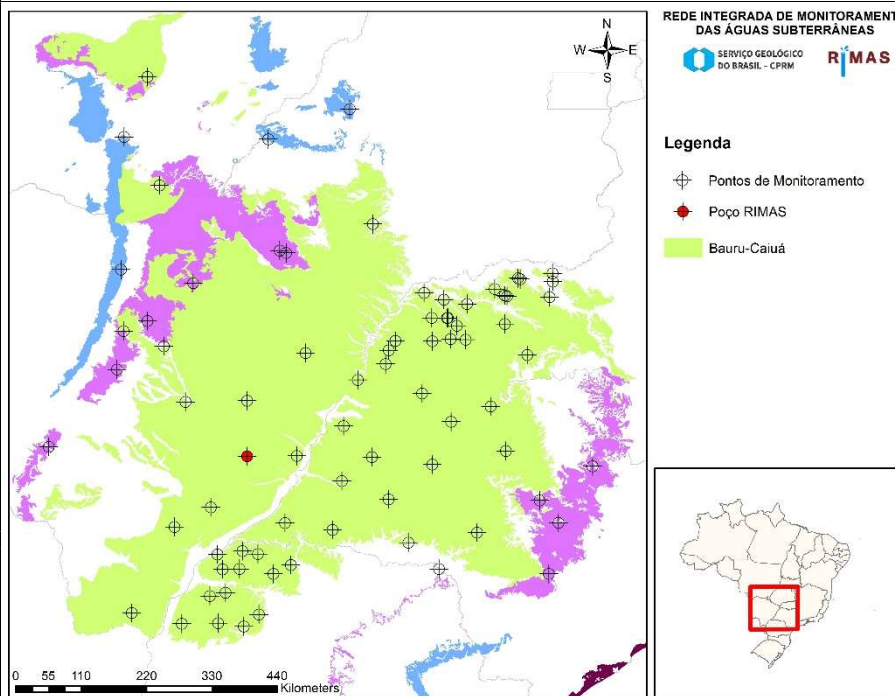 REDE INTEGRADA DE MONITORAMENT
DAS ÁGUAS SUBTERRÂNEAS
SERVIÇO GEOLÓGICO
DO BRASIL – CPRM
RIMAS
N
W E
S
Legenda
Pontos de Monitoramento
Poço RIMAS
Bauru-Caiuá
0 55 110 220 330 440
Kilometers